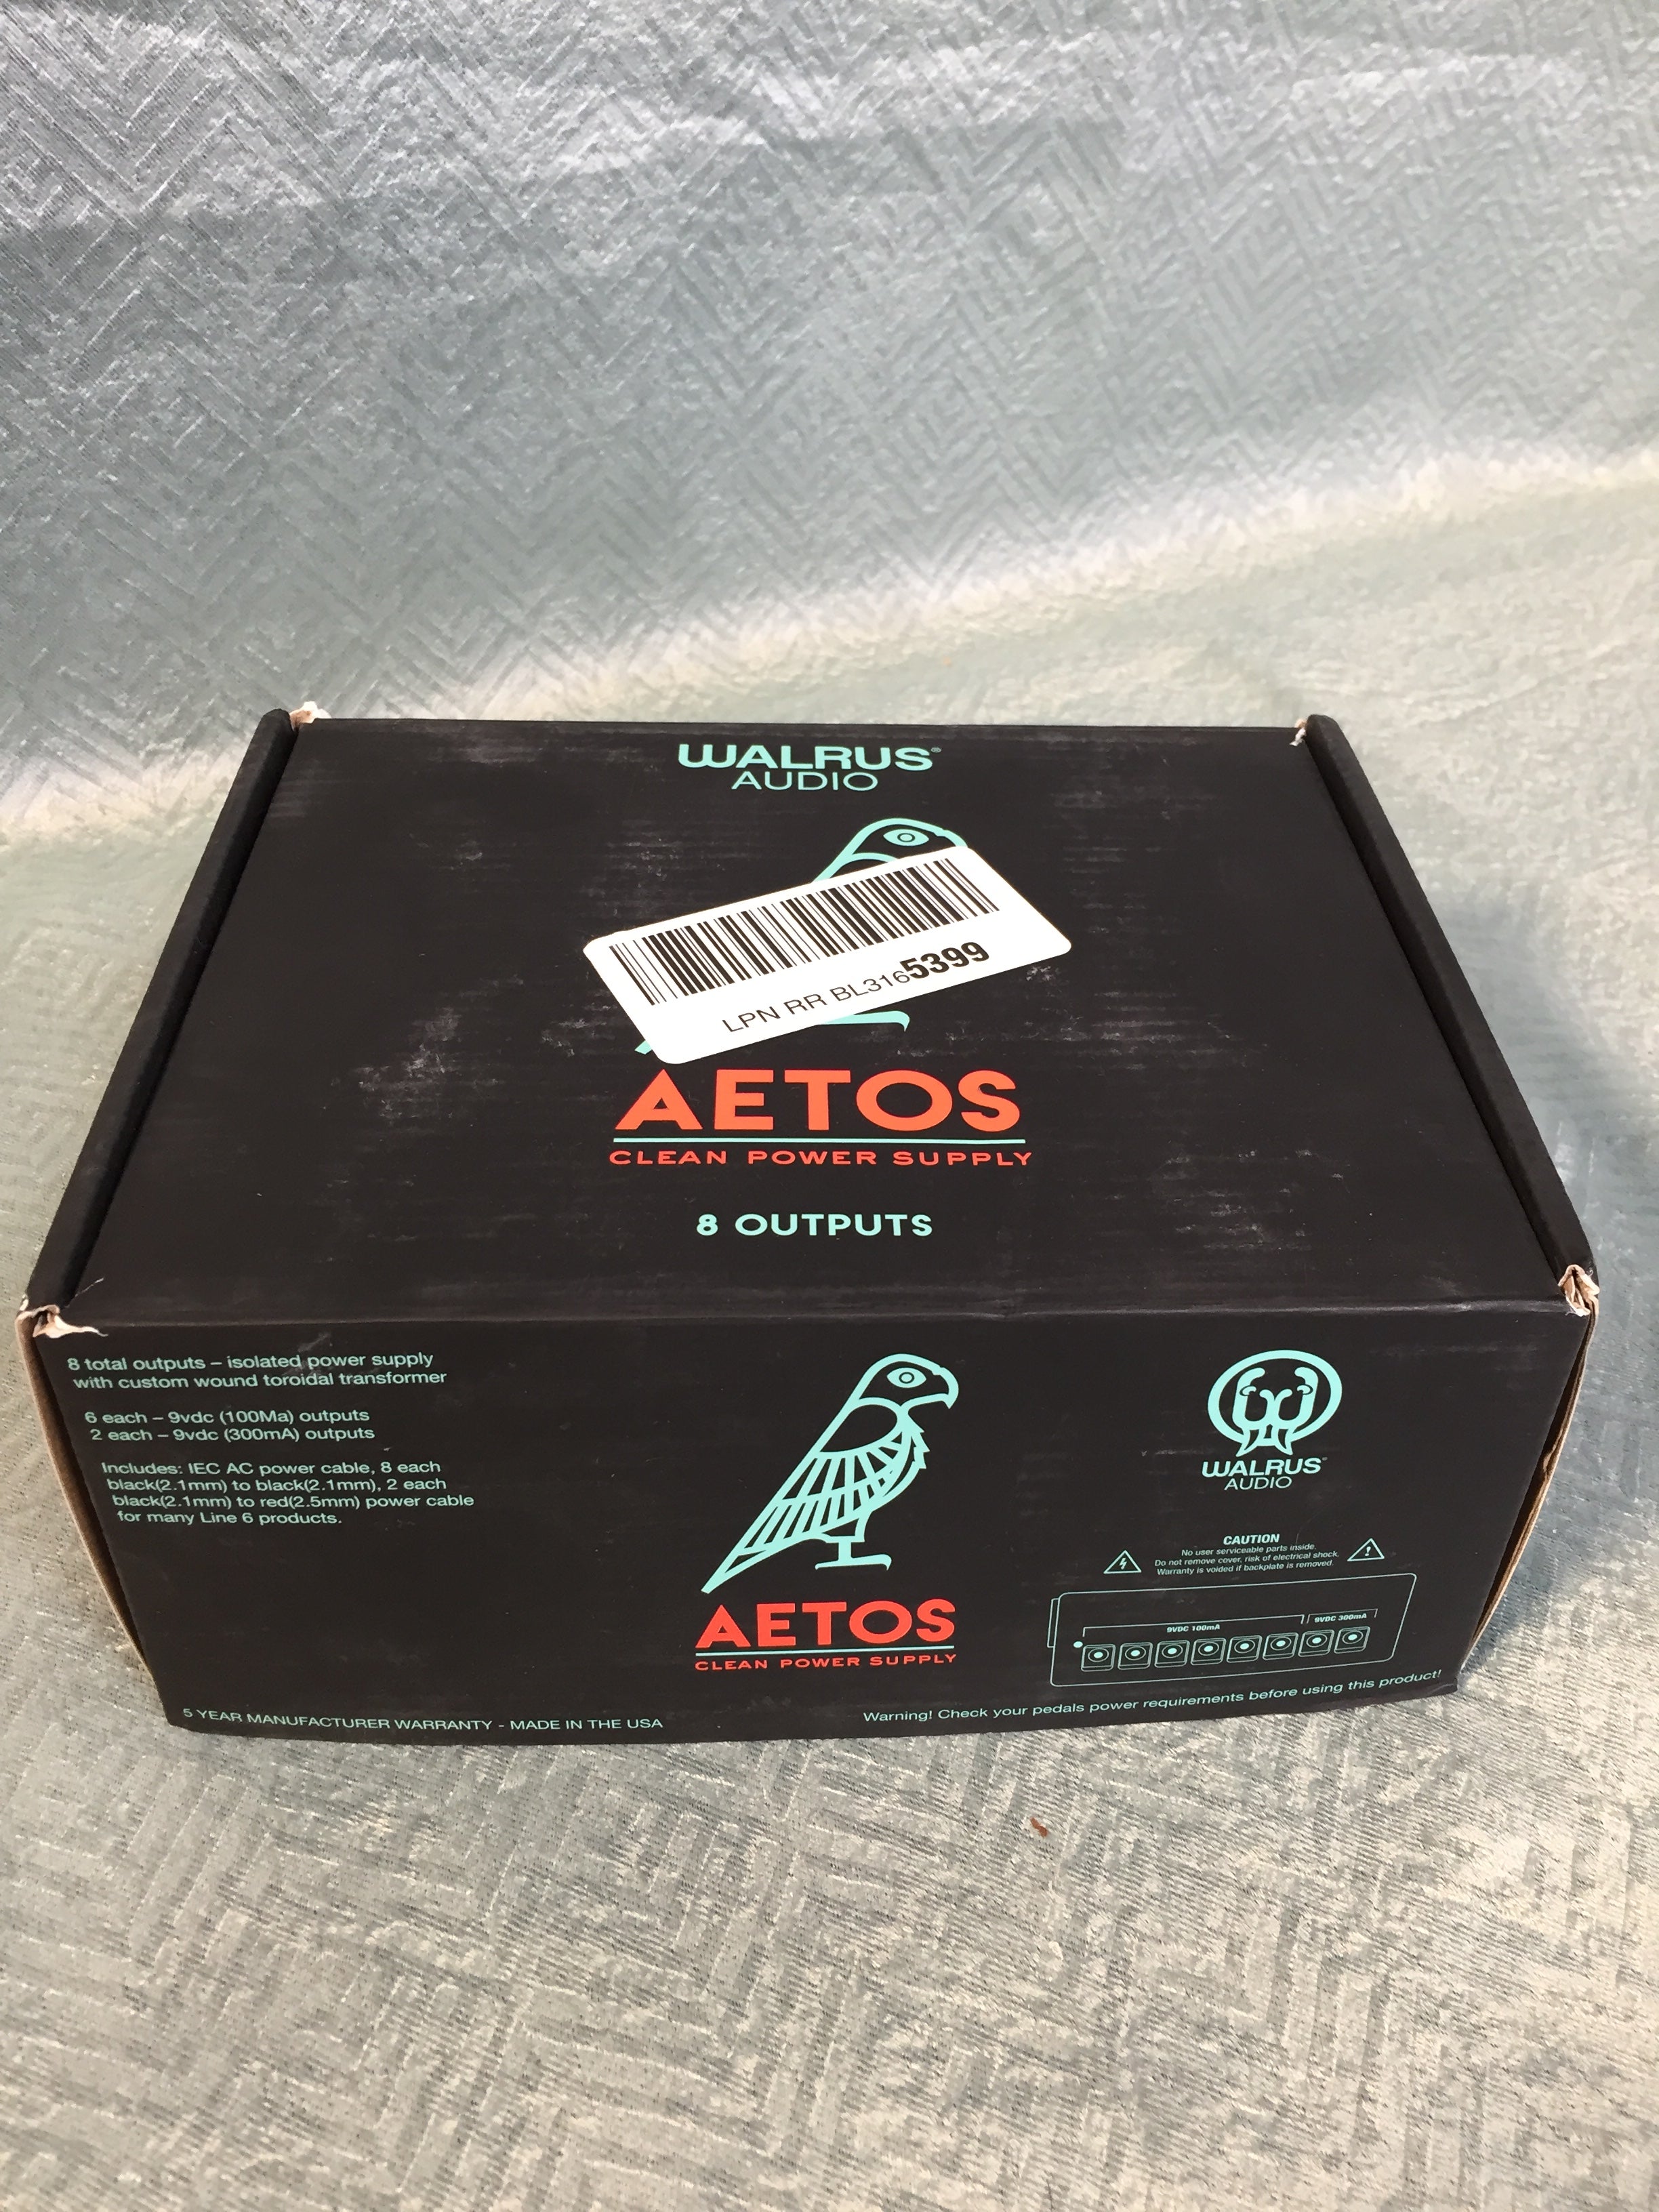 WALRUS®
AUDIO
LPN RR BL3165399
AETOS
CLEAN POWER SUPPLY
8 OUTPUTS
8 total outputs – isolated power supply
with custom wound toroidal transformer
6 each – 9vdc (100Ma) outputs
2 each – 9vdc (300mA) outputs
Includes: IEC AC power cable, 8 each
black(2.1mm) to black(2.1mm), 2 each
black(2.1mm) to red(2.5mm) power cable
for many Line 6 products.
5 YEAR MANUFACTURER WARRANTY - MADE IN THE USA
AETOS
CLEAN POWER SUPPLY
WALRUS
AUDIO
CAUTION
No user serviceable parts inside.
Do not remove cover, risk of electrical shock.
Warranty is voided if backplate is removed.
9VDC 100mA
9VDC 300mA
Warning! Check your pedals power requirements before using this product!